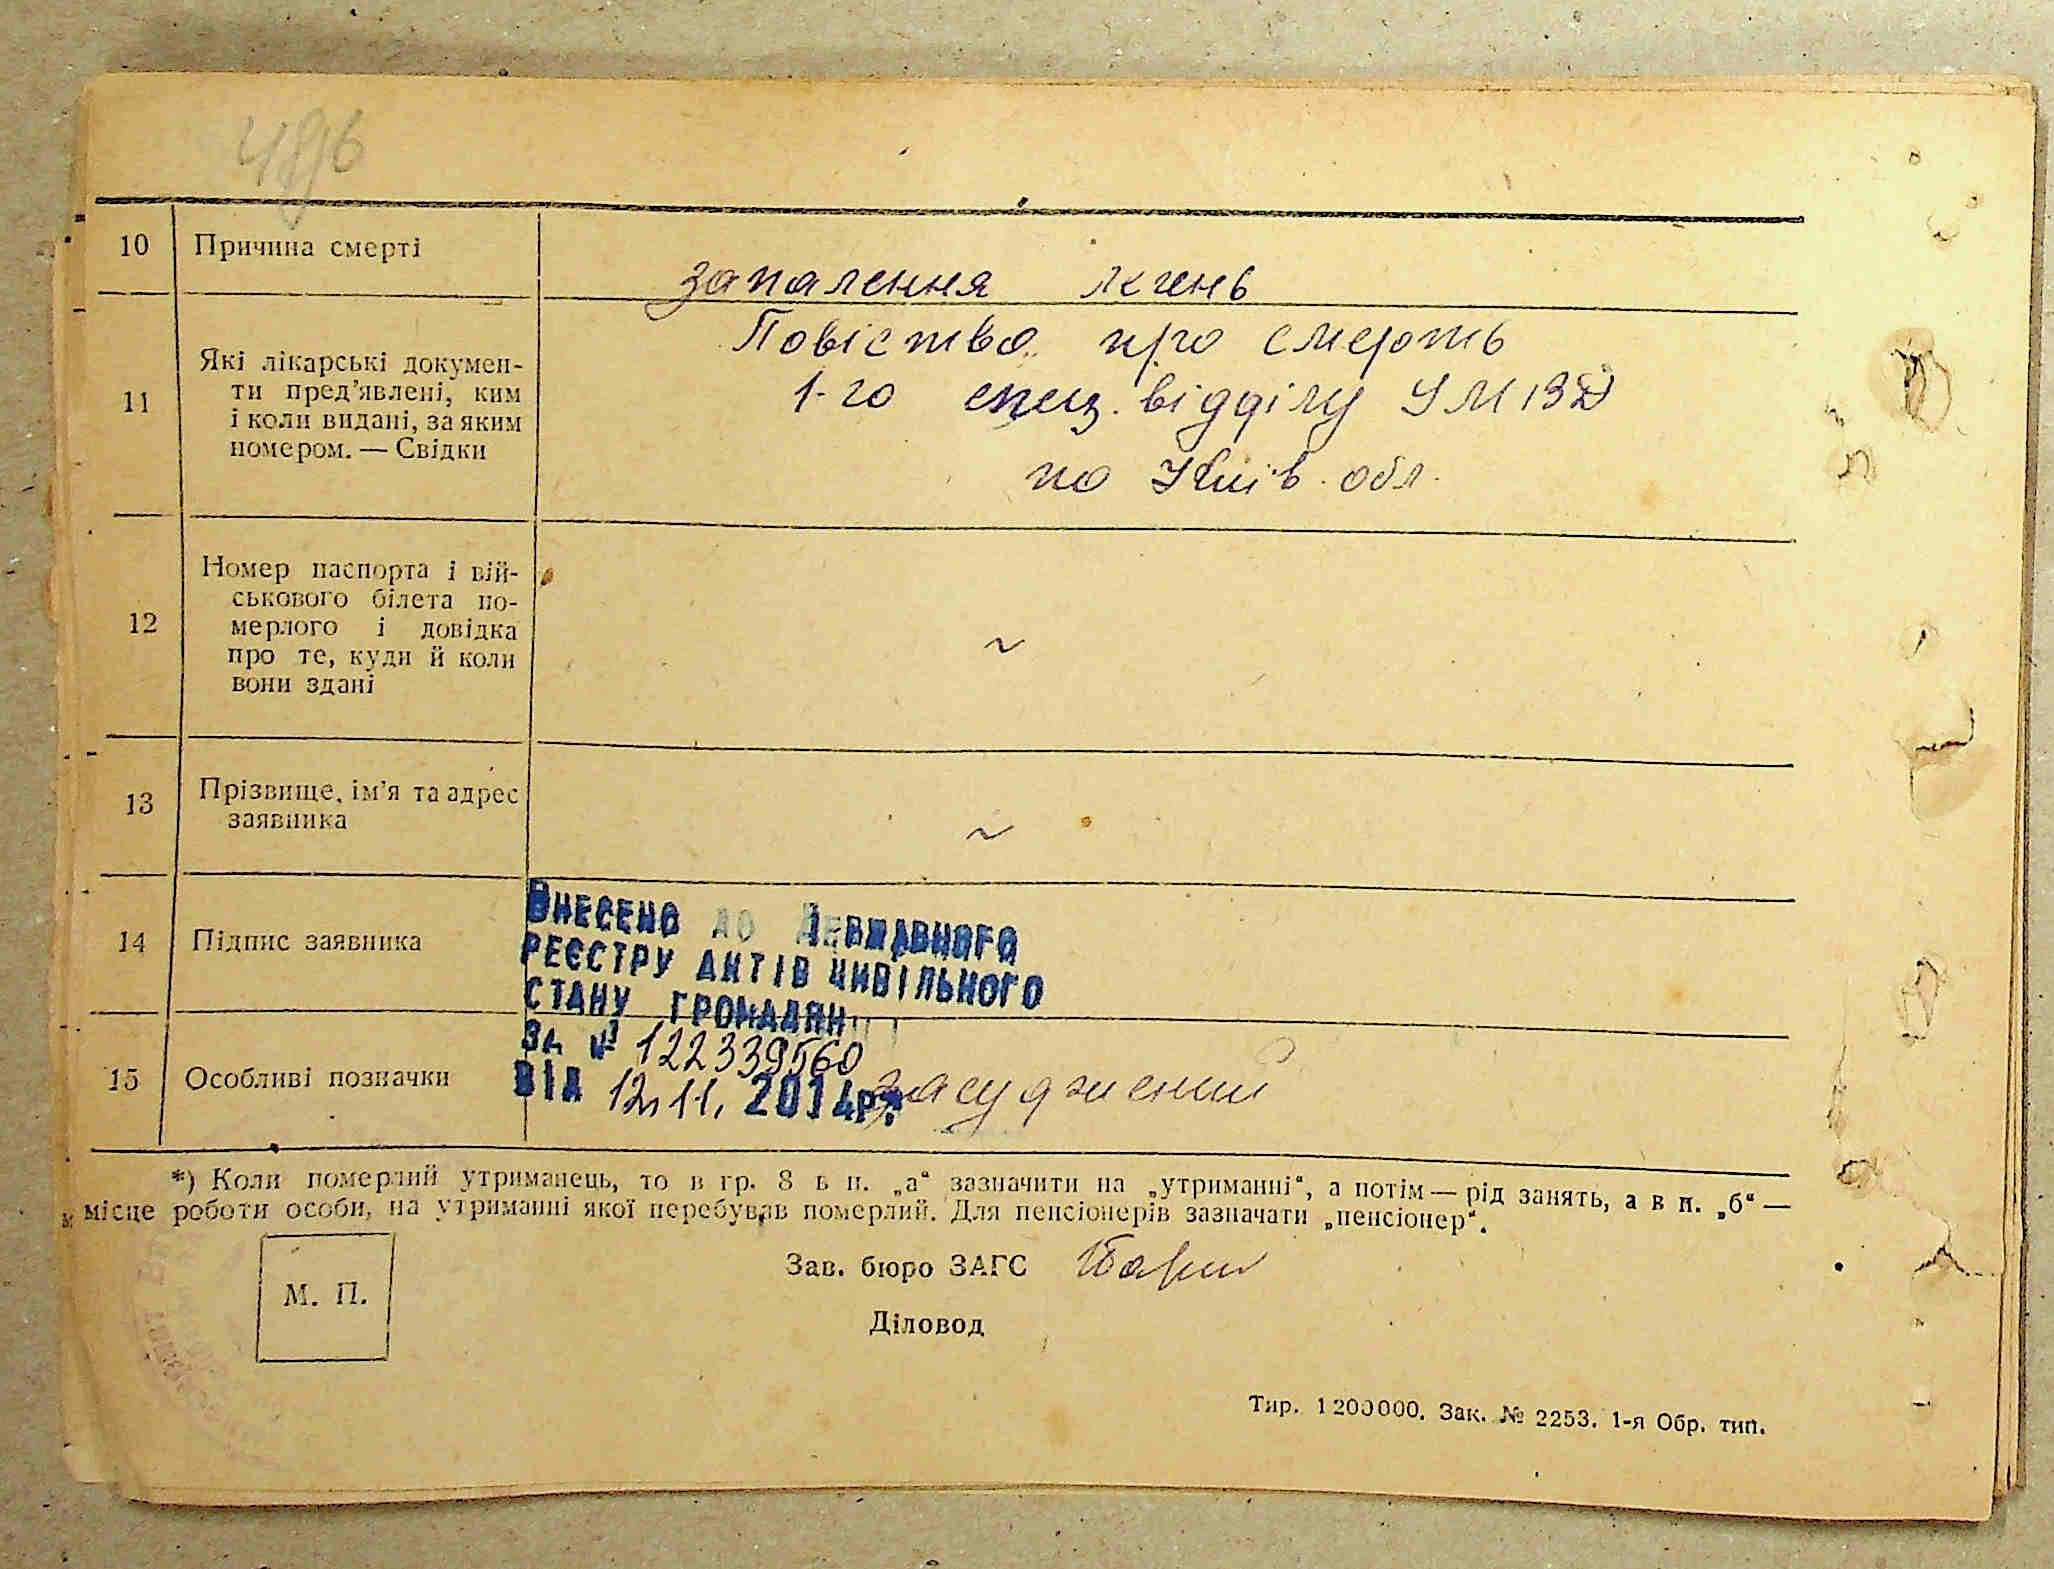 10 Причина смерті запалення легень
11 Які лікарські докумен-
ти пред’явлені, ким
і коли видані, за яким
номером. — Свідки
Повіство про смерть
1-го спец. відділу УМВД
по Київ. обл.
12 Номер паспорта і вій-
ськового білета по-
мерлого і довідка
про те, куди й коли
вони здані
~
13 Прізвище, ім’я та адрес
заявника
~
14 Підпис заявника
ВНЕСЕНО ДО ДЕРЖАВНОГО
РЕЄСТРУ АКТІВ ЦИВІЛЬНОГО
СТАНУ ГРОМАДЯН
ЗА № 122339560
ВІД 12.11.2014р.
15 Особливі позначки засуджений
*) Коли померлий утриманець, то в гр. 8 в п. „а“ зазначити на „утриманні“, а потім — рід занять, а в п. „б“ —
місце роботи особи, на утриманні якої перебував померлий. Для пенсіонерів зазначати „пенсіонер“.
М. П.
Зав. бюро ЗАГС
Діловод
Тир. 1200000. Зак. № 2253. 1-я Обр. тип.